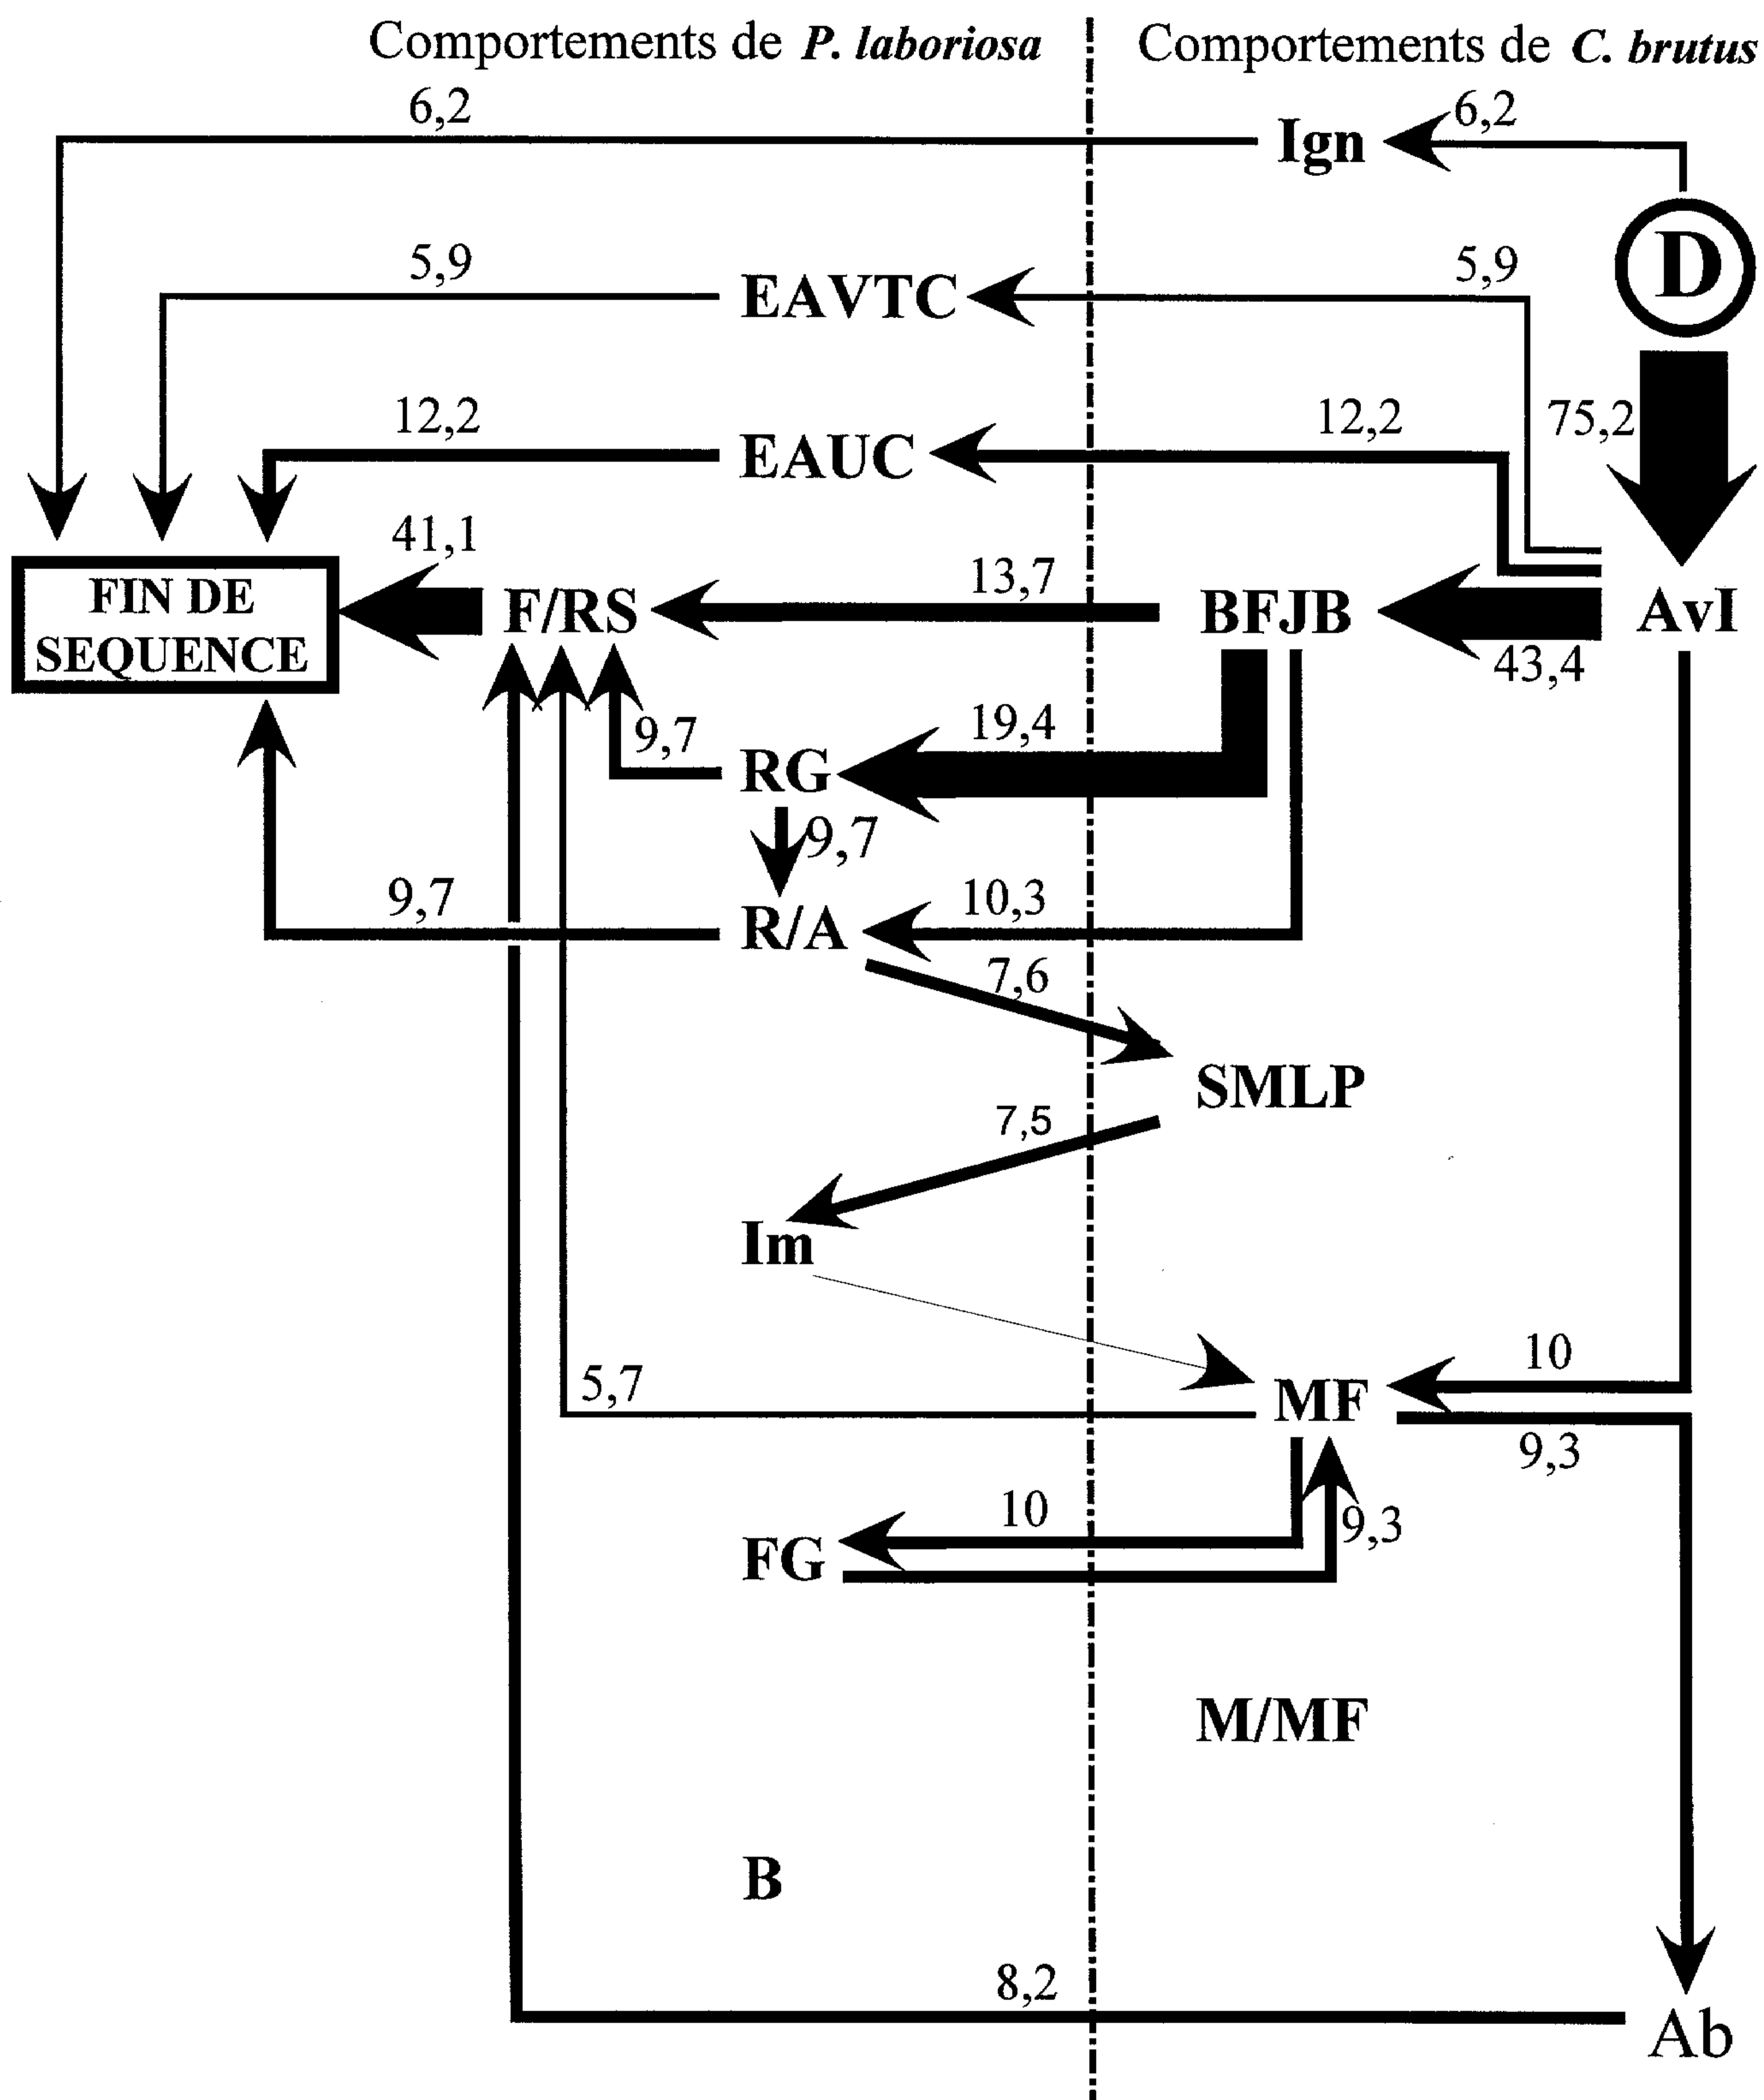 Comportements de P. laboriosa
Comportements de C. brutus
6,2
Ign
6,2
D
5,9
EAVTC
5,9
12,2
EAUC
12,2
75,2
41,1
FIN DE
SEQUENCE
F/RS
13,7
BFJB
43,4
AvI
9,7
RG
19,4
9,7
9,7
R/A
10,3
7,6
SMLP
7,5
Im
5,7
MF
10
9,3
FG
10
9,3
M/MF
B
8,2
Ab